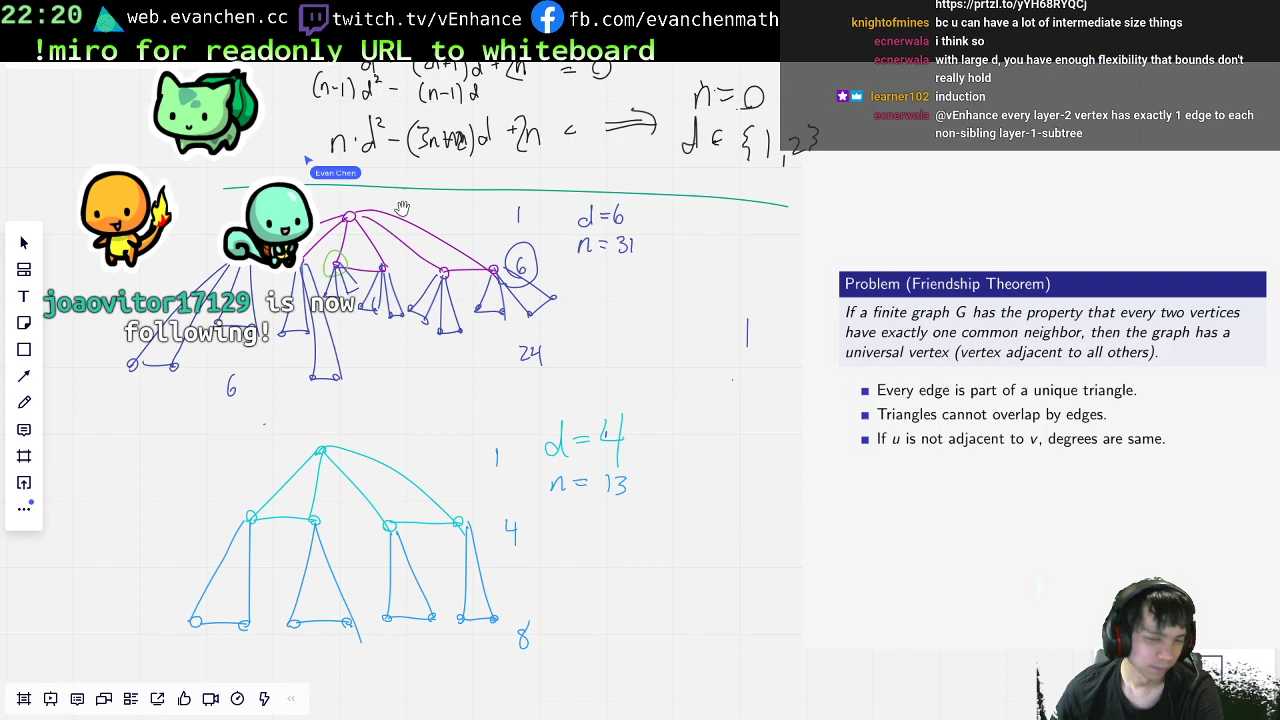 22:20 web.evanchen.cc twitch.tv/vEnhance fb.com/evanchenmath
!miro for readonly URL to whiteboard
https://prtzl.io/yYH68RYQCj
knightofmines bc u can have a lot of intermediate size things
ecnerwala i think so
ecnerwala with large d, you have enough flexibility that bounds don't
really hold
learner102 induction
ecnerwala @vEnhance every layer-2 vertex has exactly 1 edge to each
non-sibling layer-1-subtree
(n-1)d² - (n-1)d
n=0
d ∈ {1,2}
Evan Chen
joaovitor17129 is now
following!
1
d=6
n=31
6
24
6
1
d=4
n=13
1
4
8
T
Problem (Friendship Theorem)
If a finite graph G has the property that every two vertices
have exactly one common neighbor, then the graph has a
universal vertex (vertex adjacent to all others).
Every edge is part of a unique triangle.
Triangles cannot overlap by edges.
If u is not adjacent to v, degrees are same.